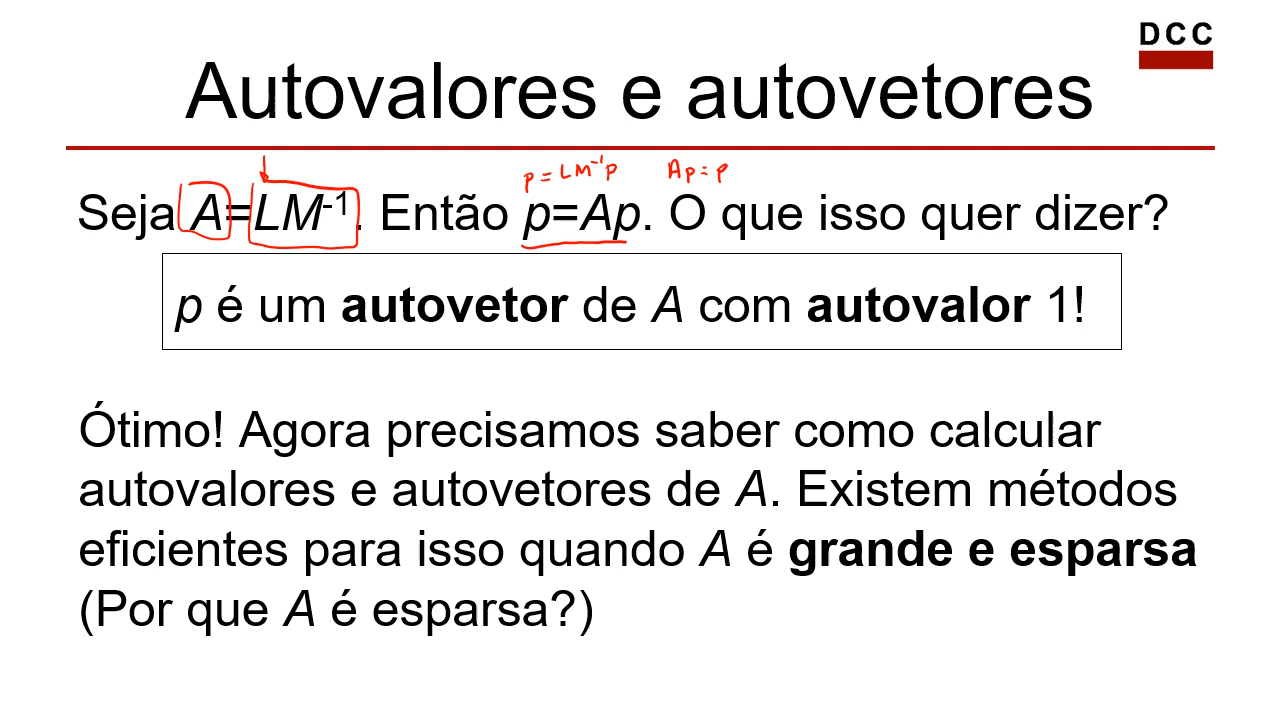 DCC
Autovalores e autovetores
p = LM⁻¹p Ap = p
Seja A=LM⁻¹. Então p=Ap. O que isso quer dizer?
p é um autovetor de A com autovalor 1!
Ótimo! Agora precisamos saber como calcular
autovalores e autovetores de A. Existem métodos
eficientes para isso quando A é grande e esparsa
(Por que A é esparsa?)